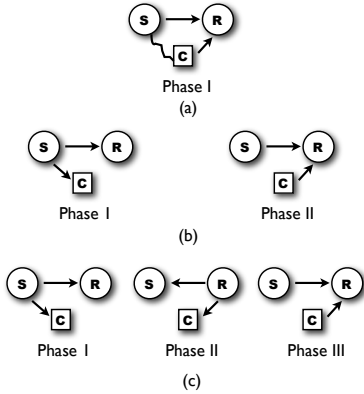 S R
C
Phase I
(a)
S R S R
C C
Phase I Phase II
(b)
S R S R S R
C C C
Phase I Phase II Phase III
(c)